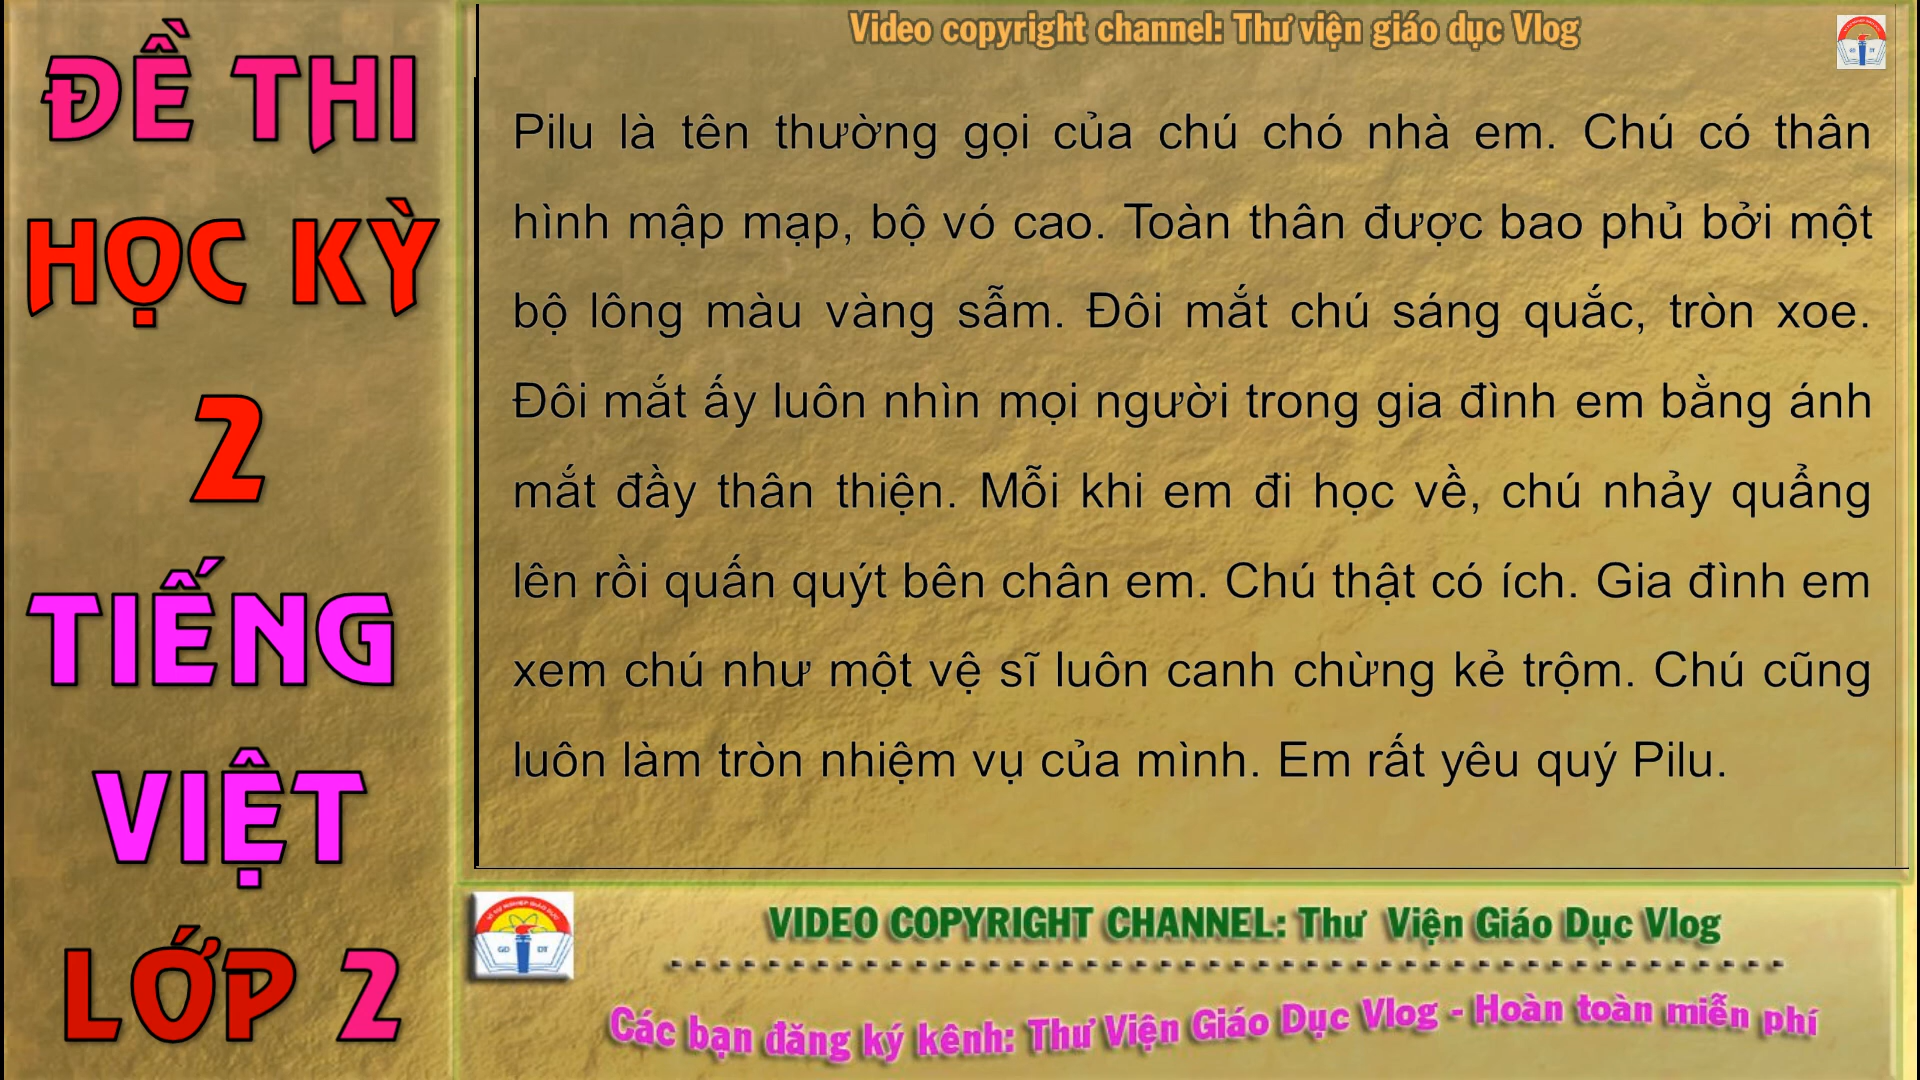 ĐỀ THI
HỌC KỲ
2
TIẾNG
VIỆT
LỚP 2
Video copyright channel: Thư viện giáo dục Vlog
Pilu là tên thường gọi của chú chó nhà em. Chú có thân
hình mập mạp, bộ vó cao. Toàn thân được bao phủ bởi một
bộ lông màu vàng sẫm. Đôi mắt chú sáng quắc, tròn xoe.
Đôi mắt ấy luôn nhìn mọi người trong gia đình em bằng ánh
mắt đầy thân thiện. Mỗi khi em đi học về, chú nhảy quẩng
lên rồi quấn quýt bên chân em. Chú thật có ích. Gia đình em
xem chú như một vệ sĩ luôn canh chừng kẻ trộm. Chú cũng
luôn làm tròn nhiệm vụ của mình. Em rất yêu quý Pilu.
GD ĐT
VIDEO COPYRIGHT CHANNEL: Thư Viện Giáo Dục Vlog
Các bạn đăng ký kênh: Thư Viện Giáo Dục Vlog - Hoàn toàn miễn phí